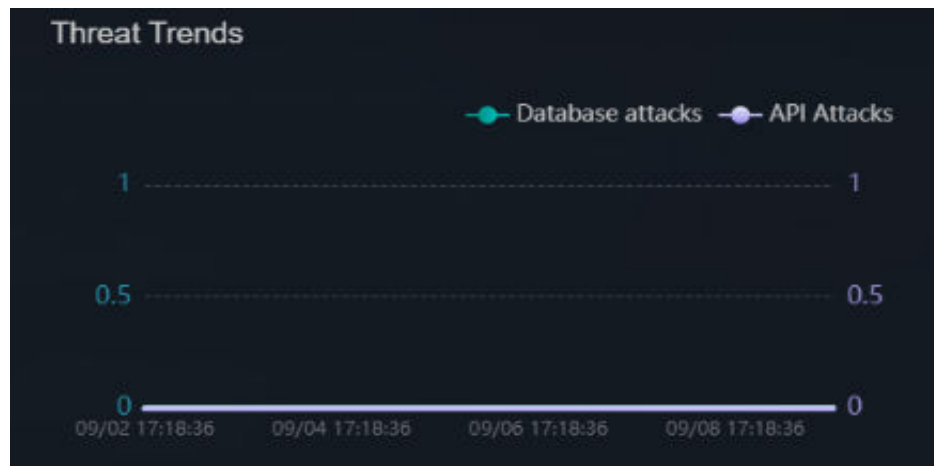 Threat Trends
Database attacks API Attacks
1 1
0.5 0.5
0 0
09/02 17:18:36 09/04 17:18:36 09/06 17:18:36 09/08 17:18:36